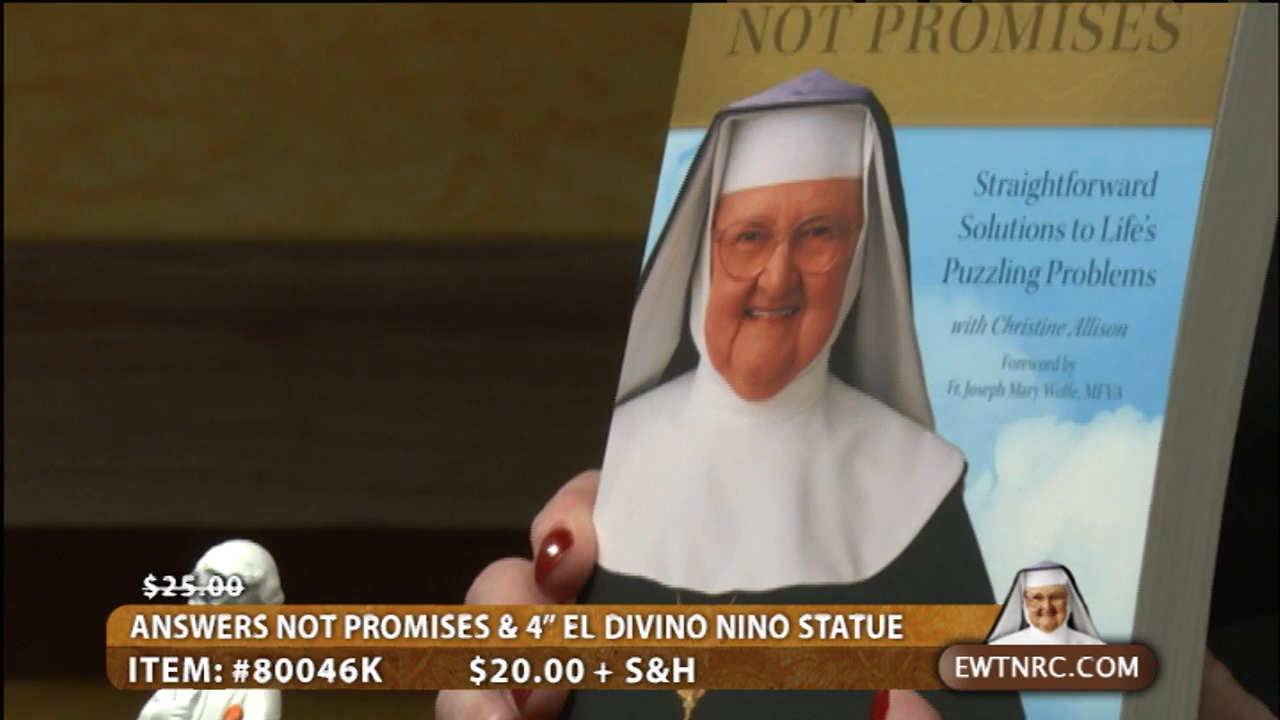 NOT PROMISES
Straightforward
Solutions to Life's
Puzzling Problems
with Christine Allison
Foreword by
Fr. Joseph Mary Wolfe, MFVA
$25.00
ANSWERS NOT PROMISES & 4" EL DIVINO NINO STATUE
ITEM: #80046K $20.00 + S&H
EWTNRC.COM